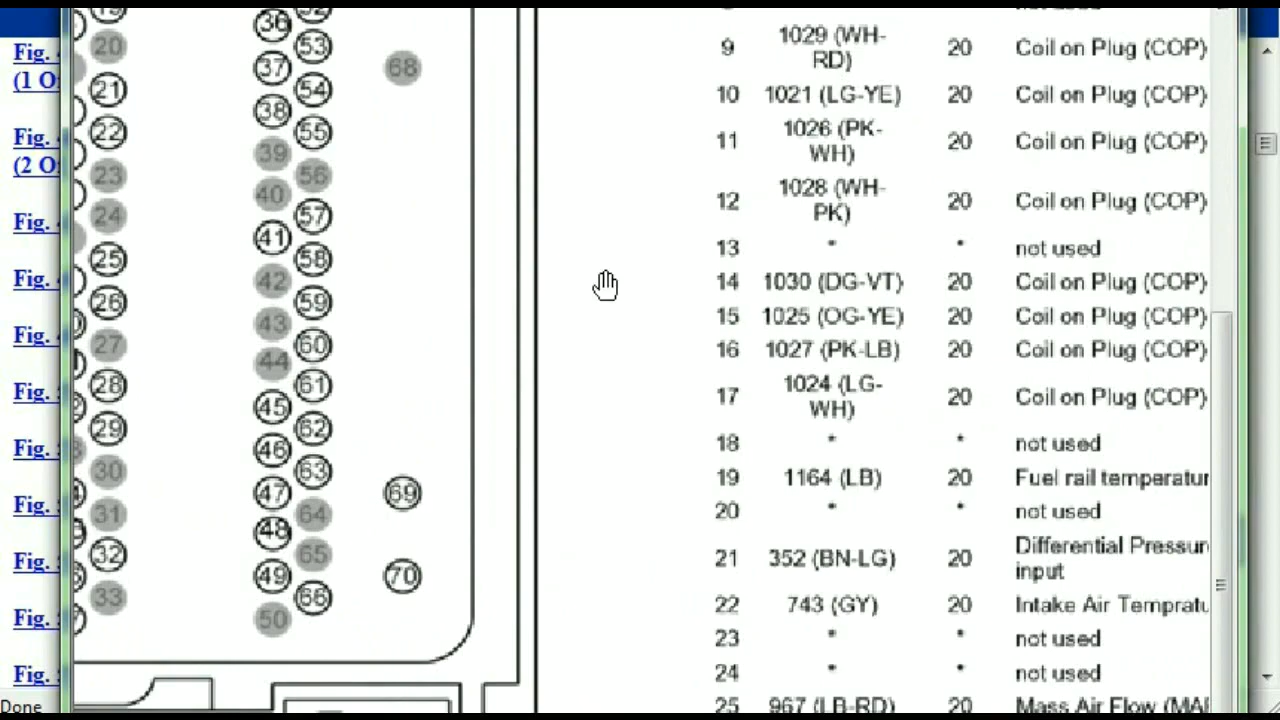 Fig.
(1 O
Fig.
(2 O
Fig.
Fig.
Fig.
Fig.
Fig.
Fig.
Fig.
Fig.
Fig.
Done
19
20
21
22
23
24
25
26
27
28
29
30
31
32
33
36
37
38
39
40
41
42
43
44
45
46
47
48
49
50
52
53
54
55
56
57
58
59
60
61
62
63
64
65
66
68
69
70
not used
9 1029 (WH- 20 Coil on Plug (COP)
RD)
10 1021 (LG-YE) 20 Coil on Plug (COP)
11 1026 (PK- 20 Coil on Plug (COP)
WH)
12 1028 (WH- 20 Coil on Plug (COP)
PK)
13 * * not used
14 1030 (DG-VT) 20 Coil on Plug (COP)
15 1025 (OG-YE) 20 Coil on Plug (COP)
16 1027 (PK-LB) 20 Coil on Plug (COP)
17 1024 (LG- 20 Coil on Plug (COP)
WH)
18 * * not used
19 1164 (LB) 20 Fuel rail temperatur
20 * * not used
21 352 (BN-LG) 20 Differential Pressur
input
22 743 (GY) 20 Intake Air Tempratu
23 * * not used
24 * * not used
25 967 (LB-RD) 20 Mass Air Flow (MAF